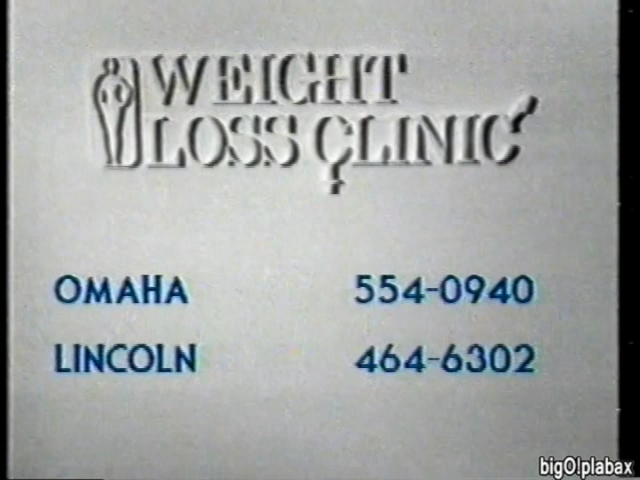 WEIGHT
LOSS CLINIC
OMAHA 554-0940
LINCOLN 464-6302
bigO!plabax